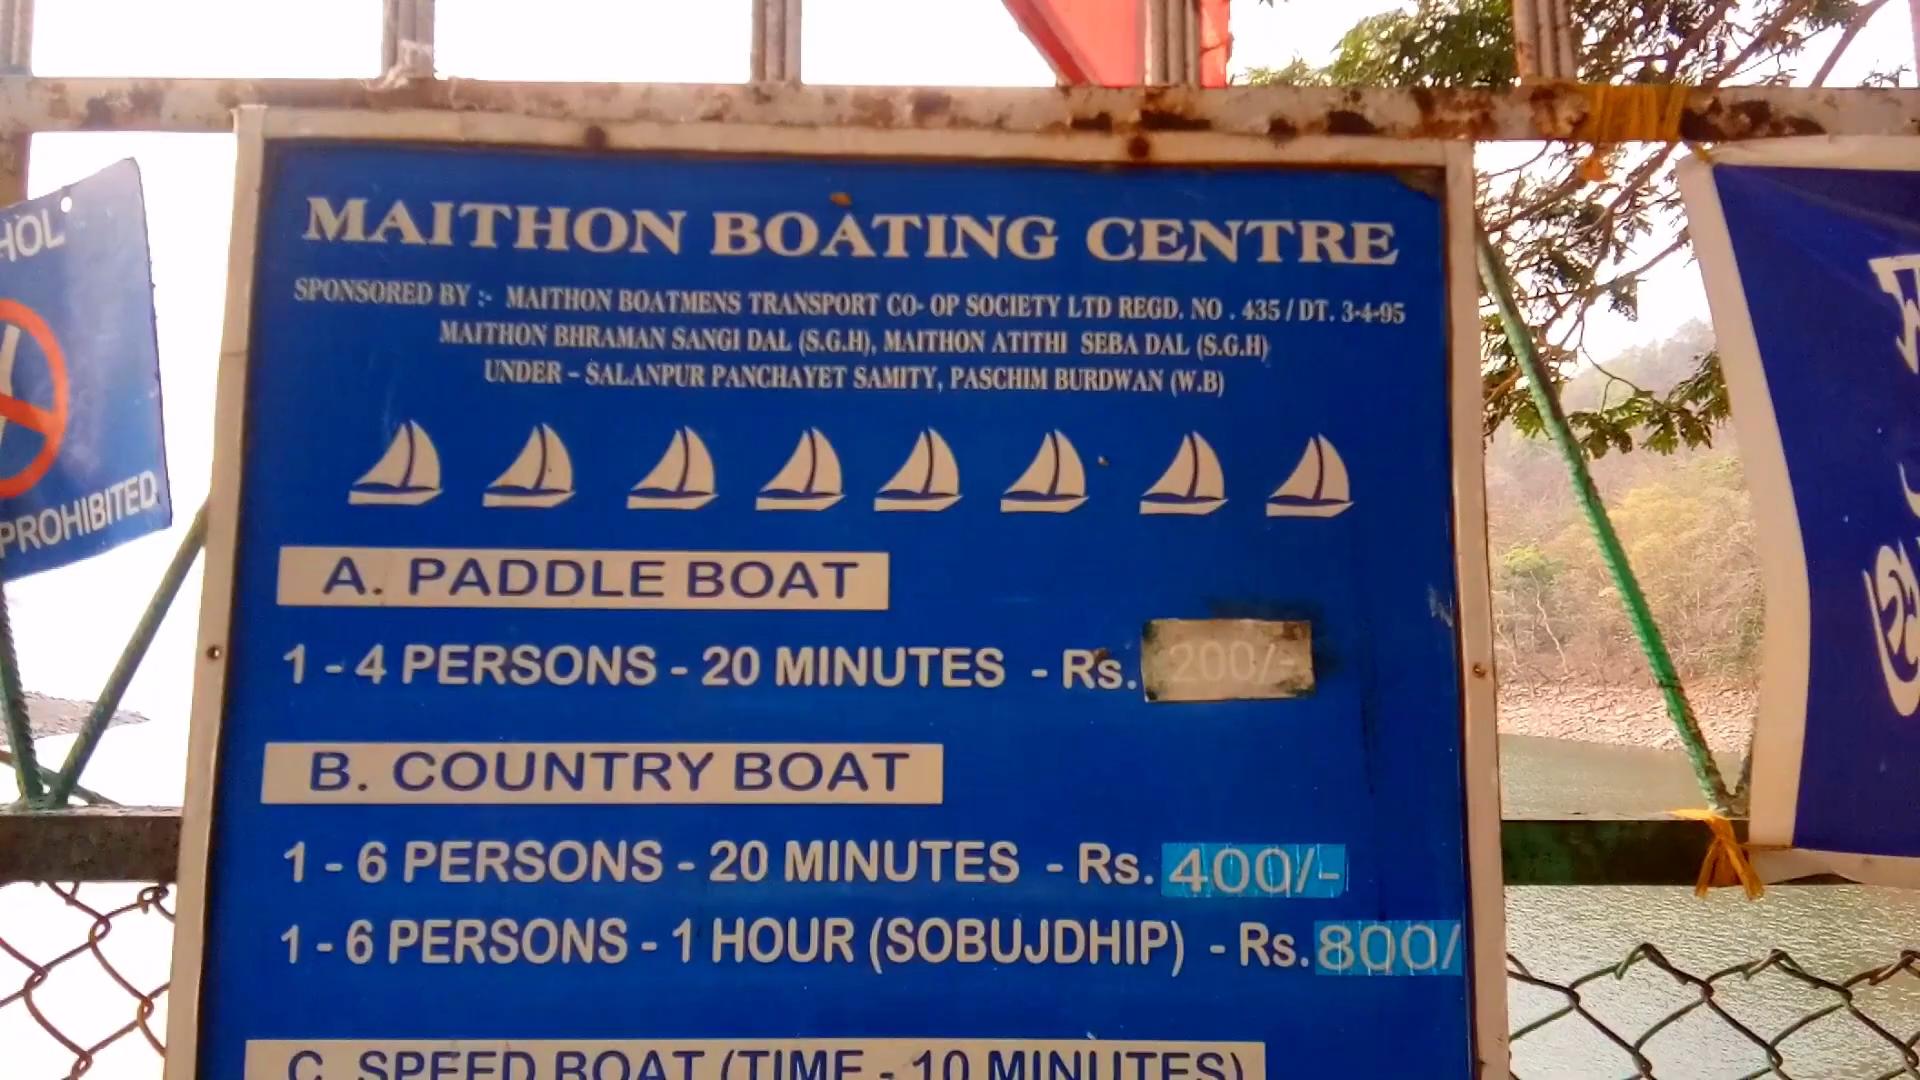 MAITHON BOATING CENTRE
SPONSORED BY :- MAITHON BOATMENS TRANSPORT CO- OP SOCIETY LTD REGD. NO . 435 / DT. 3-4-95
MAITHON BHRAMAN SANGI DAL (S.G.H), MAITHON ATITHI SEBA DAL (S.G.H)
UNDER – SALANPUR PANCHAYET SAMITY, PASCHIM BURDWAN (W.B)
A. PADDLE BOAT
1 - 4 PERSONS - 20 MINUTES - Rs. 200/-
B. COUNTRY BOAT
1 - 6 PERSONS - 20 MINUTES - Rs. 400/-
1 - 6 PERSONS - 1 HOUR (SOBUJDHIP) - Rs. 800/
C. SPEED BOAT (TIME - 10 MINUTES)
HOL
PROHIBITED